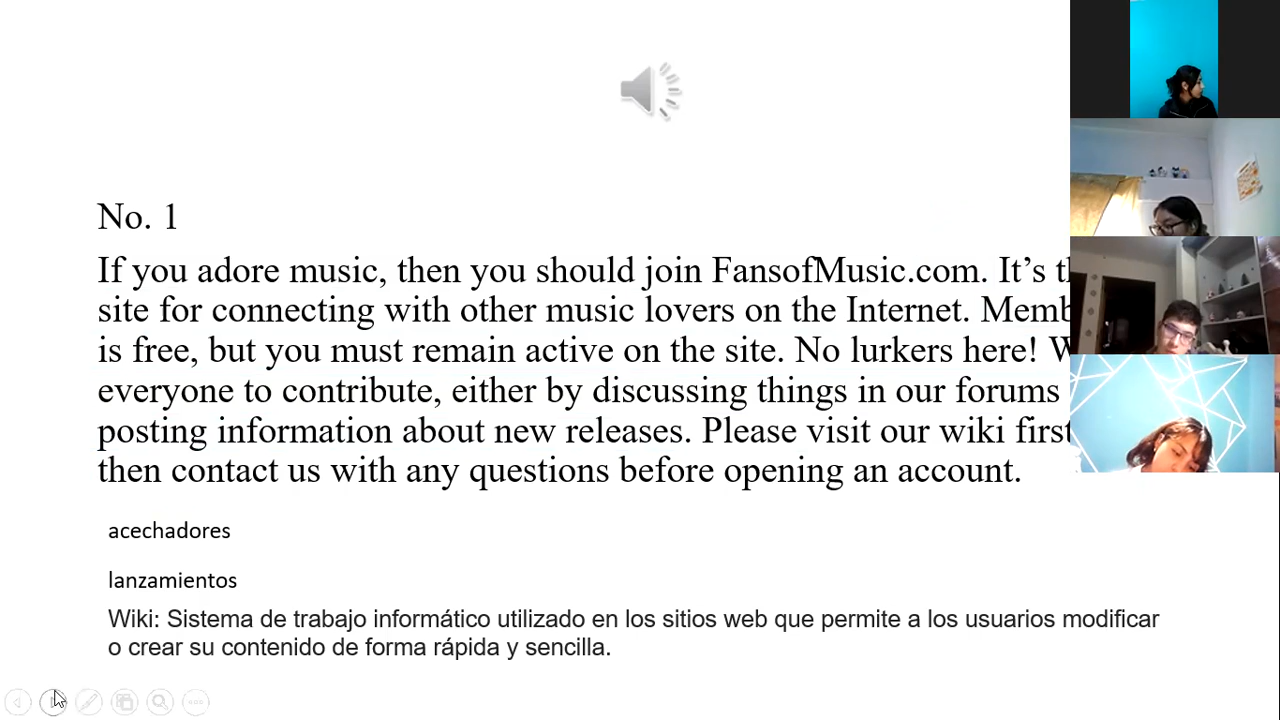 No. 1
If you adore music, then you should join FansofMusic.com. It’s
site for connecting with other music lovers on the Internet.
is free, but you must remain active on the site. No lurkers here!
everyone to contribute, either by discussing things in our forums
posting information about new releases. Please visit our wiki first
then contact us with any questions before opening an account.
acechadores
lanzamientos
Wiki: Sistema de trabajo informático utilizado en los sitios web que permite a los usuarios modificar
o crear su contenido de forma rápida y sencilla.